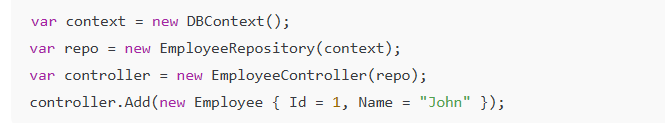 var context = new DBContext();
var repo = new EmployeeRepository(context);
var controller = new EmployeeController(repo);
controller.Add(new Employee { Id = 1, Name = "John" });